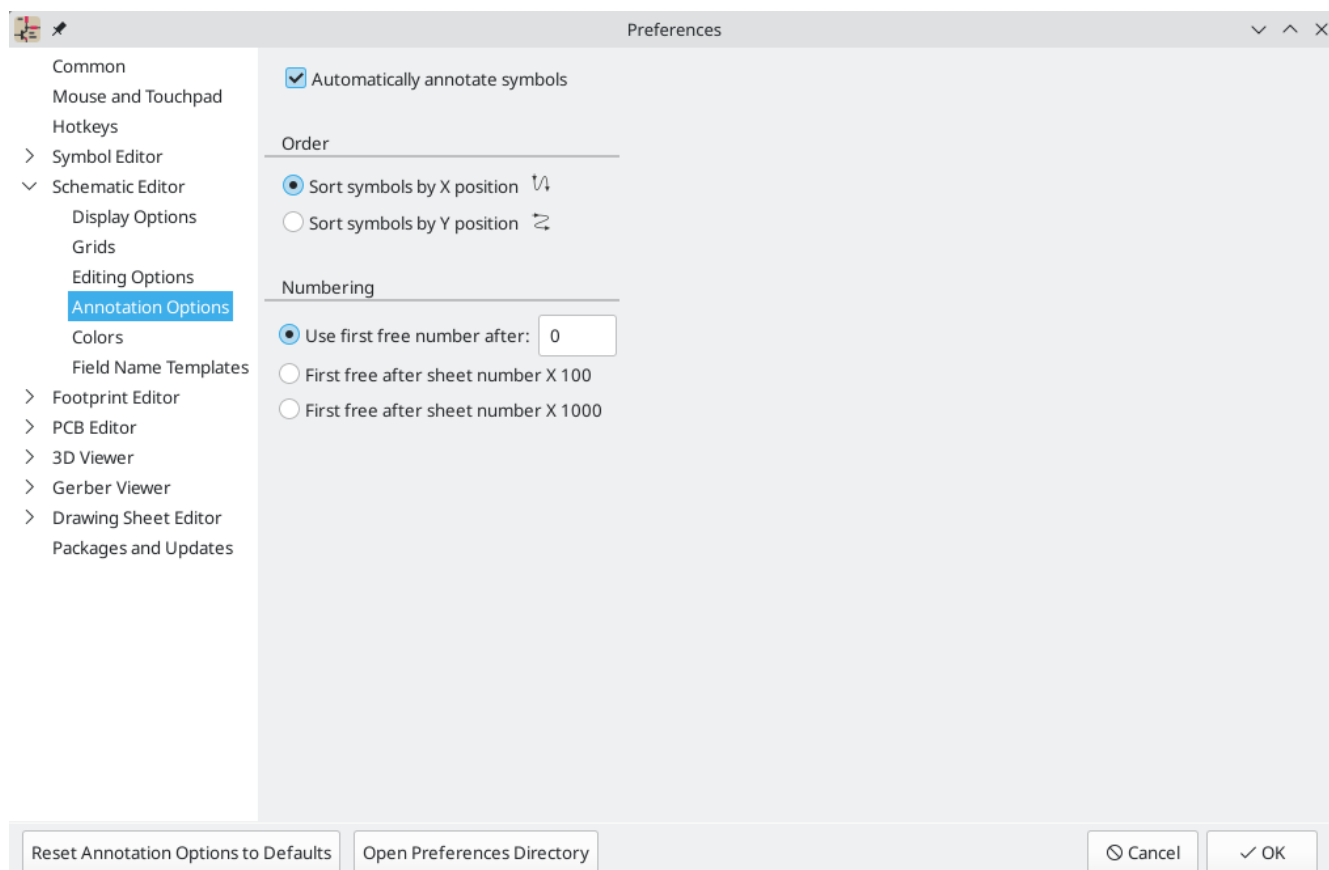 Preferences
Common
Mouse and Touchpad
Hotkeys
Symbol Editor
Schematic Editor
Display Options
Grids
Editing Options
Annotation Options
Colors
Field Name Templates
Footprint Editor
PCB Editor
3D Viewer
Gerber Viewer
Drawing Sheet Editor
Packages and Updates
Automatically annotate symbols
Order
Sort symbols by X position
Sort symbols by Y position
Numbering
Use first free number after: 0
First free after sheet number X 100
First free after sheet number X 1000
Reset Annotation Options to Defaults
Open Preferences Directory
Cancel
OK